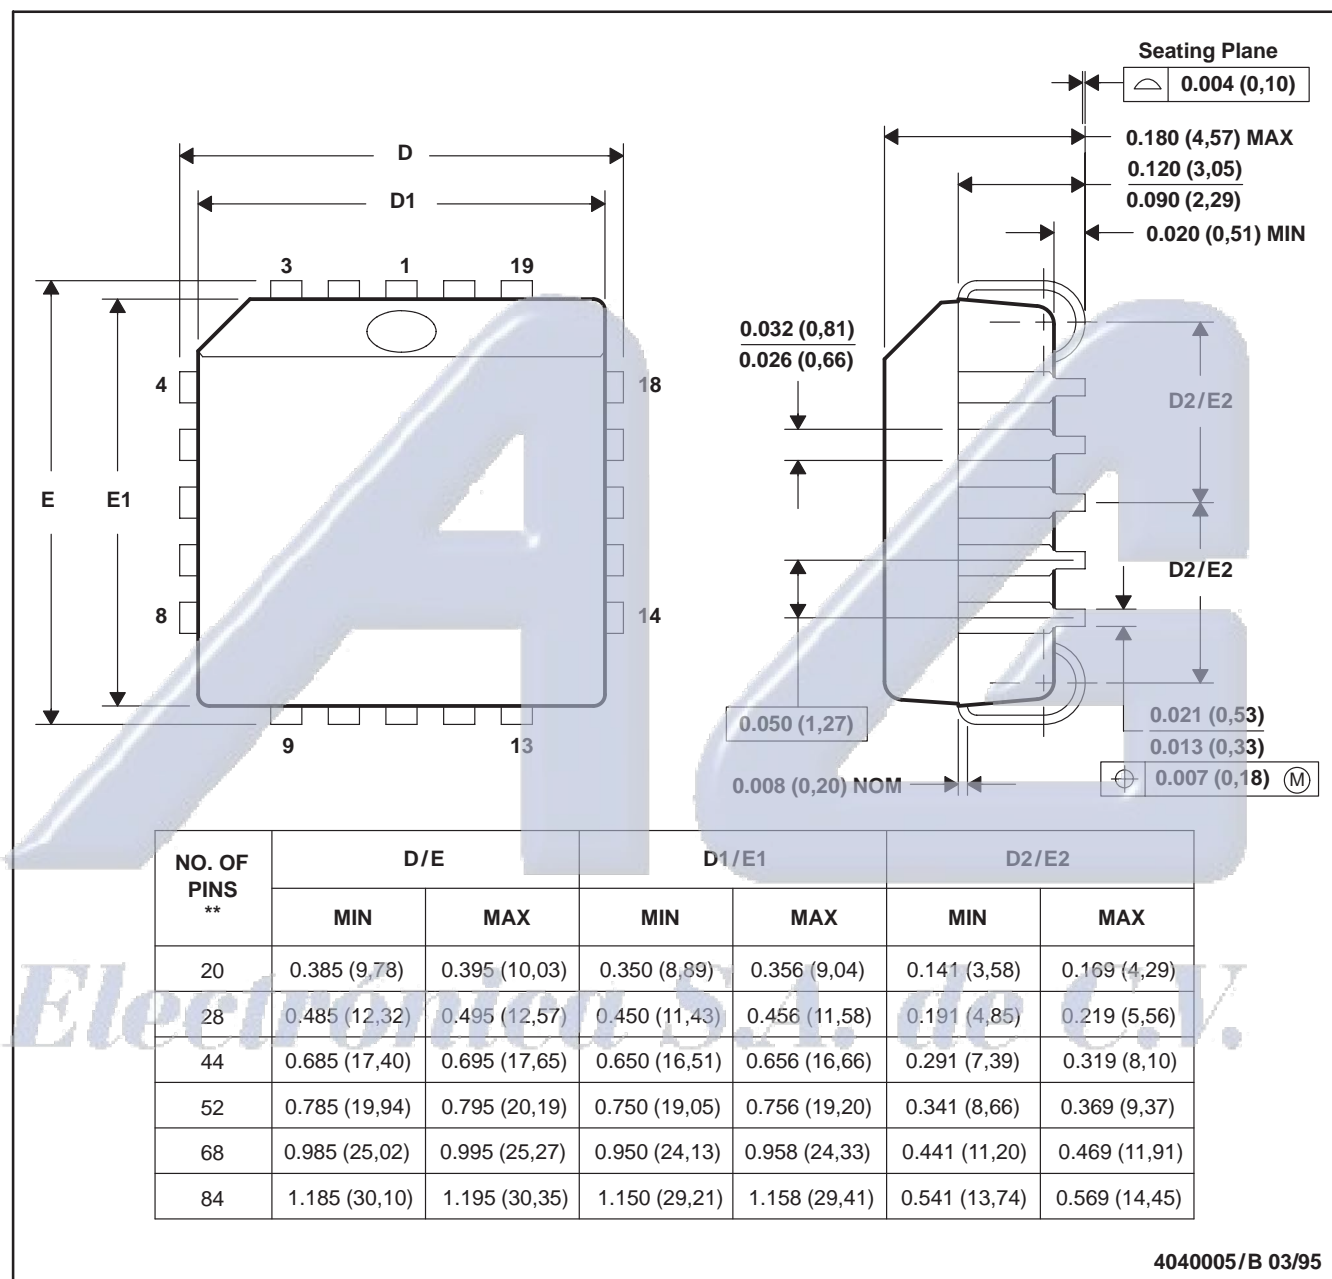 Seating Plane
0.004 (0,10)
0.180 (4,57) MAX
0.120 (3,05)
0.090 (2,29)
0.020 (0,51) MIN
D
D1
3 1 19
4 18
E E1
8 14
9 13
0.032 (0,81)
0.026 (0,66)
D2/E2
D2/E2
0.050 (1,27)
0.021 (0,53)
0.013 (0,33)
0.008 (0,20) NOM
0.007 (0,18) M
NO. OF PINS ** D/E D1/E1 D2/E2
MIN MAX MIN MAX MIN MAX
20 0.385 (9,78) 0.395 (10,03) 0.350 (8,89) 0.356 (9,04) 0.141 (3,58) 0.169 (4,29)
28 0.485 (12,32) 0.495 (12,57) 0.450 (11,43) 0.456 (11,58) 0.191 (4,85) 0.219 (5,56)
44 0.685 (17,40) 0.695 (17,65) 0.650 (16,51) 0.656 (16,66) 0.291 (7,39) 0.319 (8,10)
52 0.785 (19,94) 0.795 (20,19) 0.750 (19,05) 0.756 (19,20) 0.341 (8,66) 0.369 (9,37)
68 0.985 (25,02) 0.995 (25,27) 0.950 (24,13) 0.958 (24,33) 0.441 (11,20) 0.469 (11,91)
84 1.185 (30,10) 1.195 (30,35) 1.150 (29,21) 1.158 (29,41) 0.541 (13,74) 0.569 (14,45)
Electrónica S.A. de C.V.
4040005/B 03/95